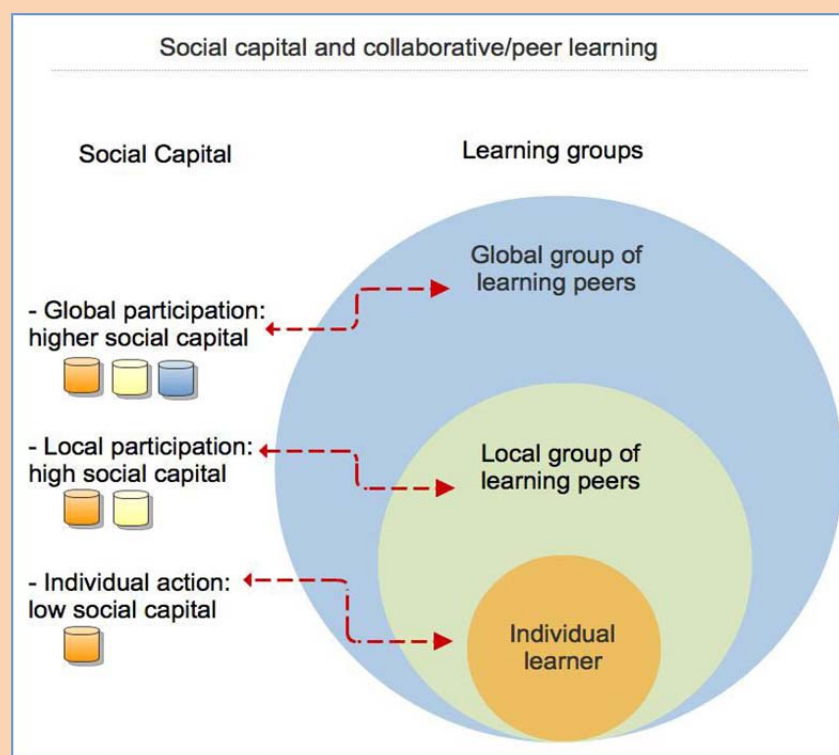 Social capital and collaborative/peer learning
Social Capital
Learning groups
Global group of
learning peers
- Global participation:
higher social capital
- Local participation:
high social capital
Local group of
learning peers
- Individual action:
low social capital
Individual
learner